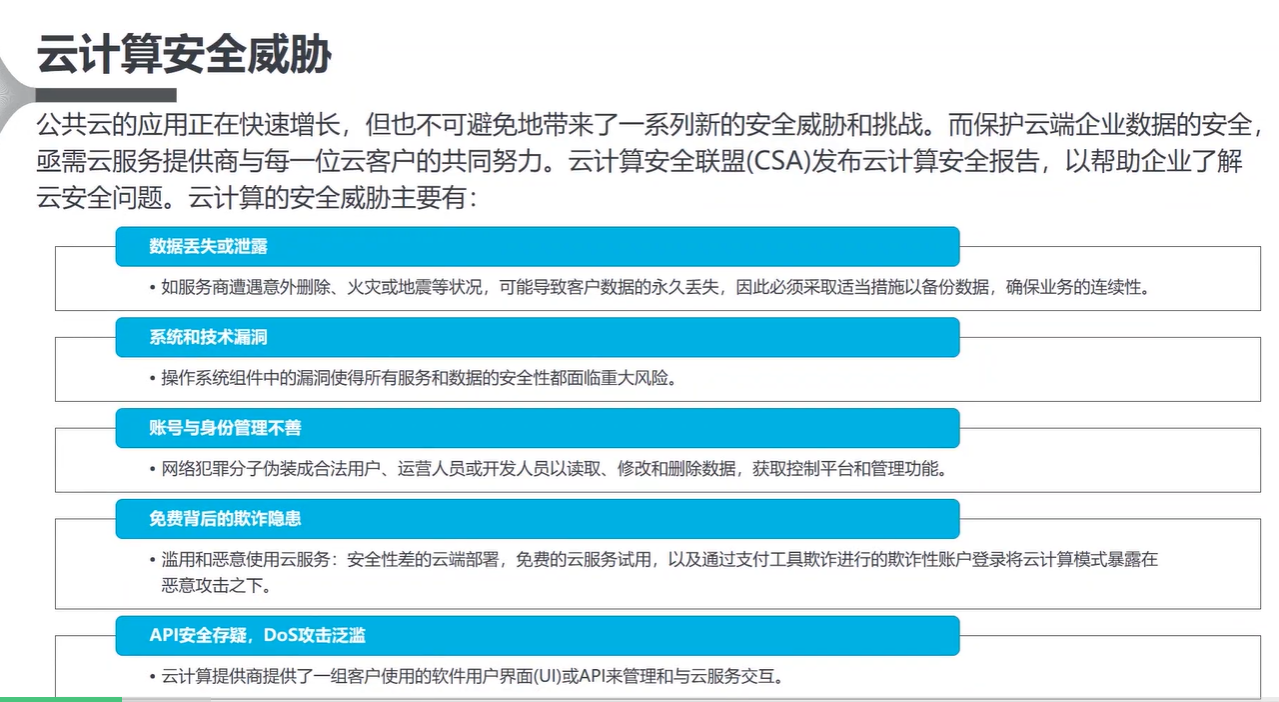 云计算安全威胁
公共云的应用正在快速增长，但也不可避免地带来了一系列新的安全威胁和挑战。而保护云端企业数据的安全，
亟需云服务提供商与每一位云客户的共同努力。云计算安全联盟(CSA)发布云计算安全报告，以帮助企业了解
云安全问题。云计算的安全威胁主要有：
数据丢失或泄露
• 如服务商遭遇意外删除、火灾或地震等状况，可能导致客户数据的永久丢失，因此必须采取适当措施以备份数据，确保业务的连续性。
系统和技术漏洞
• 操作系统组件中的漏洞使得所有服务和数据的安全性都面临重大风险。
账号与身份管理不善
• 网络犯罪分子伪装成合法用户、运营人员或开发人员以读取、修改和删除数据，获取控制平台和管理功能。
免费背后的欺诈隐患
• 滥用和恶意使用云服务：安全性差的云端部署，免费的云服务试用，以及通过支付工具欺诈进行的欺诈性账户登录将云计算模式暴露在
恶意攻击之下。
API安全存疑，DoS攻击泛滥
• 云计算提供商提供了一组客户使用的软件用户界面(UI)或API来管理和与云服务交互。